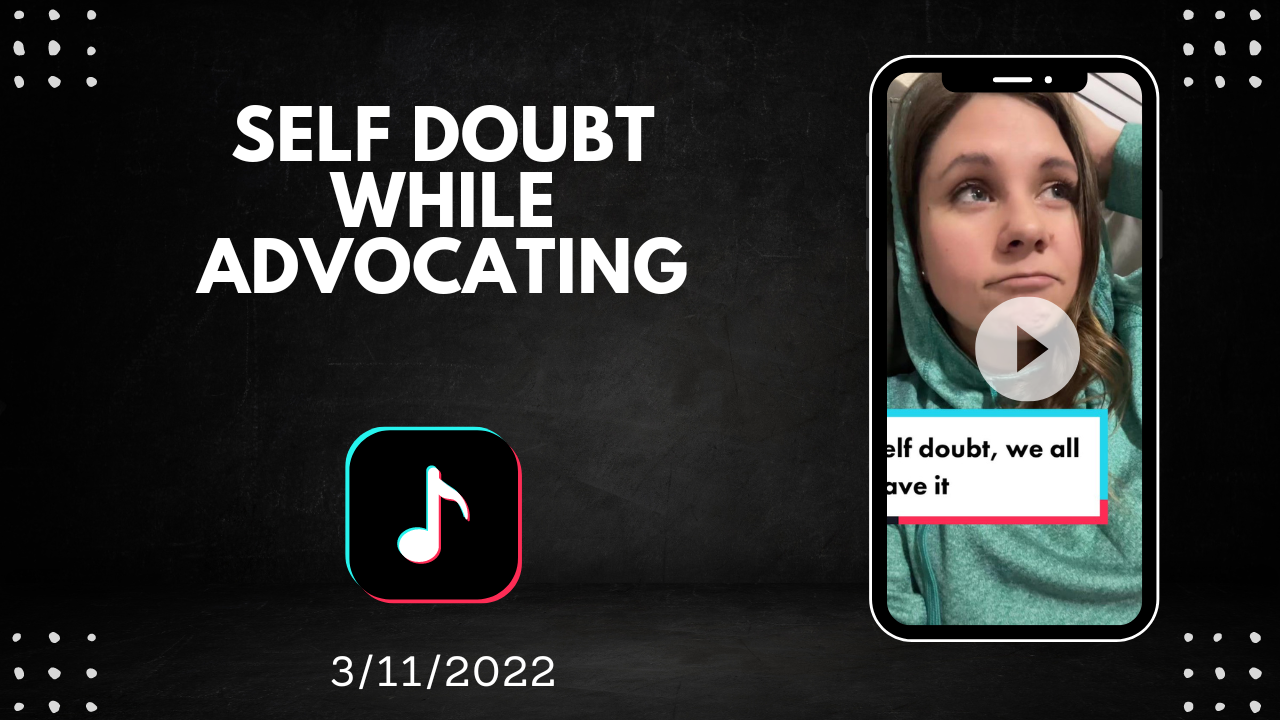 SELF DOUBT
WHILE
ADVOCATING
3/11/2022
elf doubt, we all
ave it